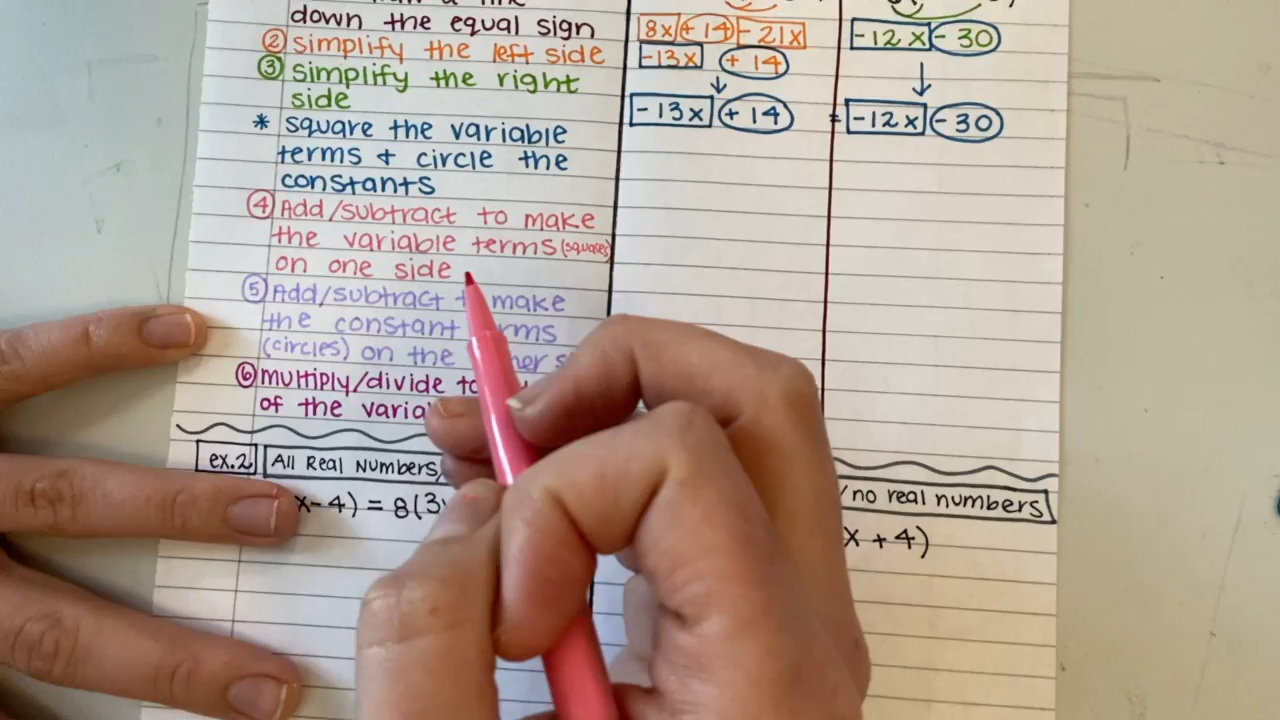 down the equal sign
② simplify the left side
③ simplify the right
side
* square the variable
terms + circle the
constants
④ Add/subtract to make
the variable terms (squares)
on one side
⑤ Add/subtract make
the constant
(circles) on the
⑥ multiply/divide
of the
8x + 14 - 21x
-13x + 14
-13x + 14
-12x - 30
= -12x - 30
ex.2 All Real Numbers
x - 4) = 8(3
/no real numbers
x + 4)